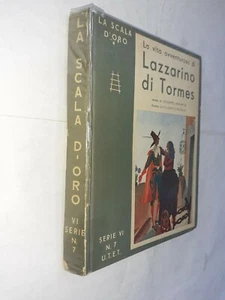 LA SCALA D'ORO
VI
SERIE
N.
7
LA SCALA
D'ORO
La vita avventurosa di
Lazzarino
di Tormes
SERIE VI
N. 7
U.T.E.T.